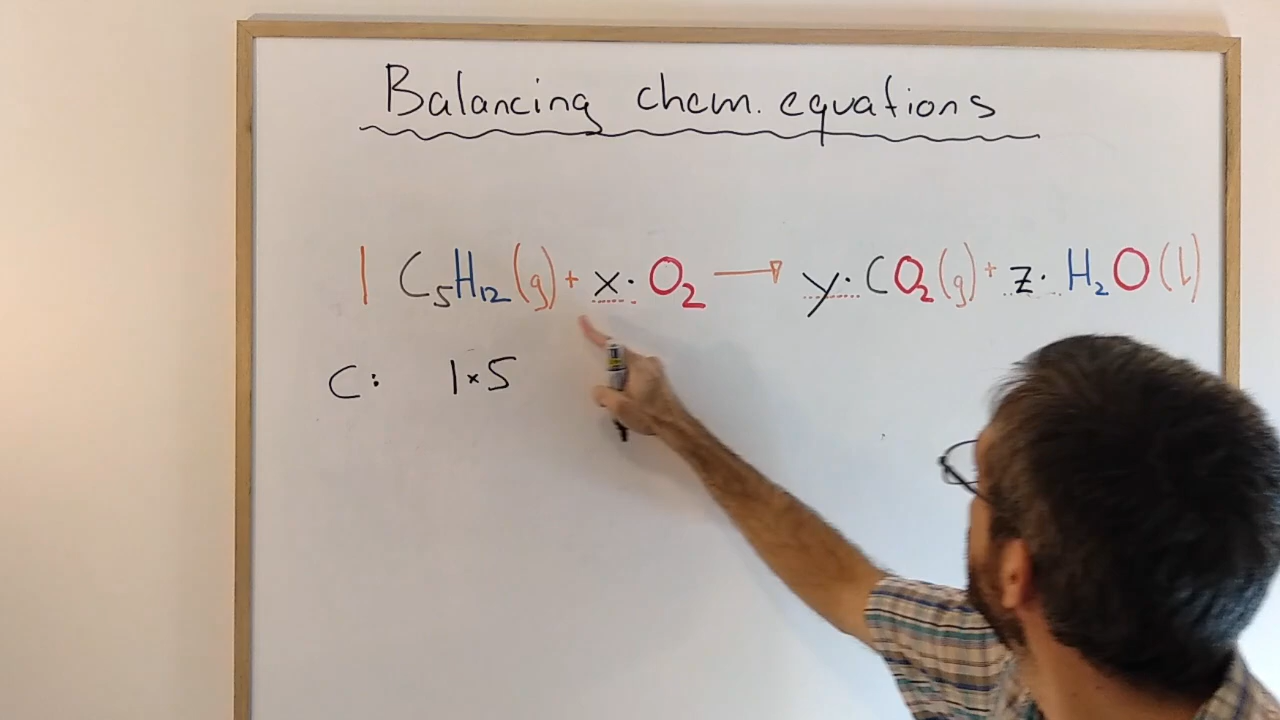 Balancing chem. equations
1 C₅H₁₂(g) + x· O₂ → y· CO₂(g) + z· H₂O(l)
C: 1×5